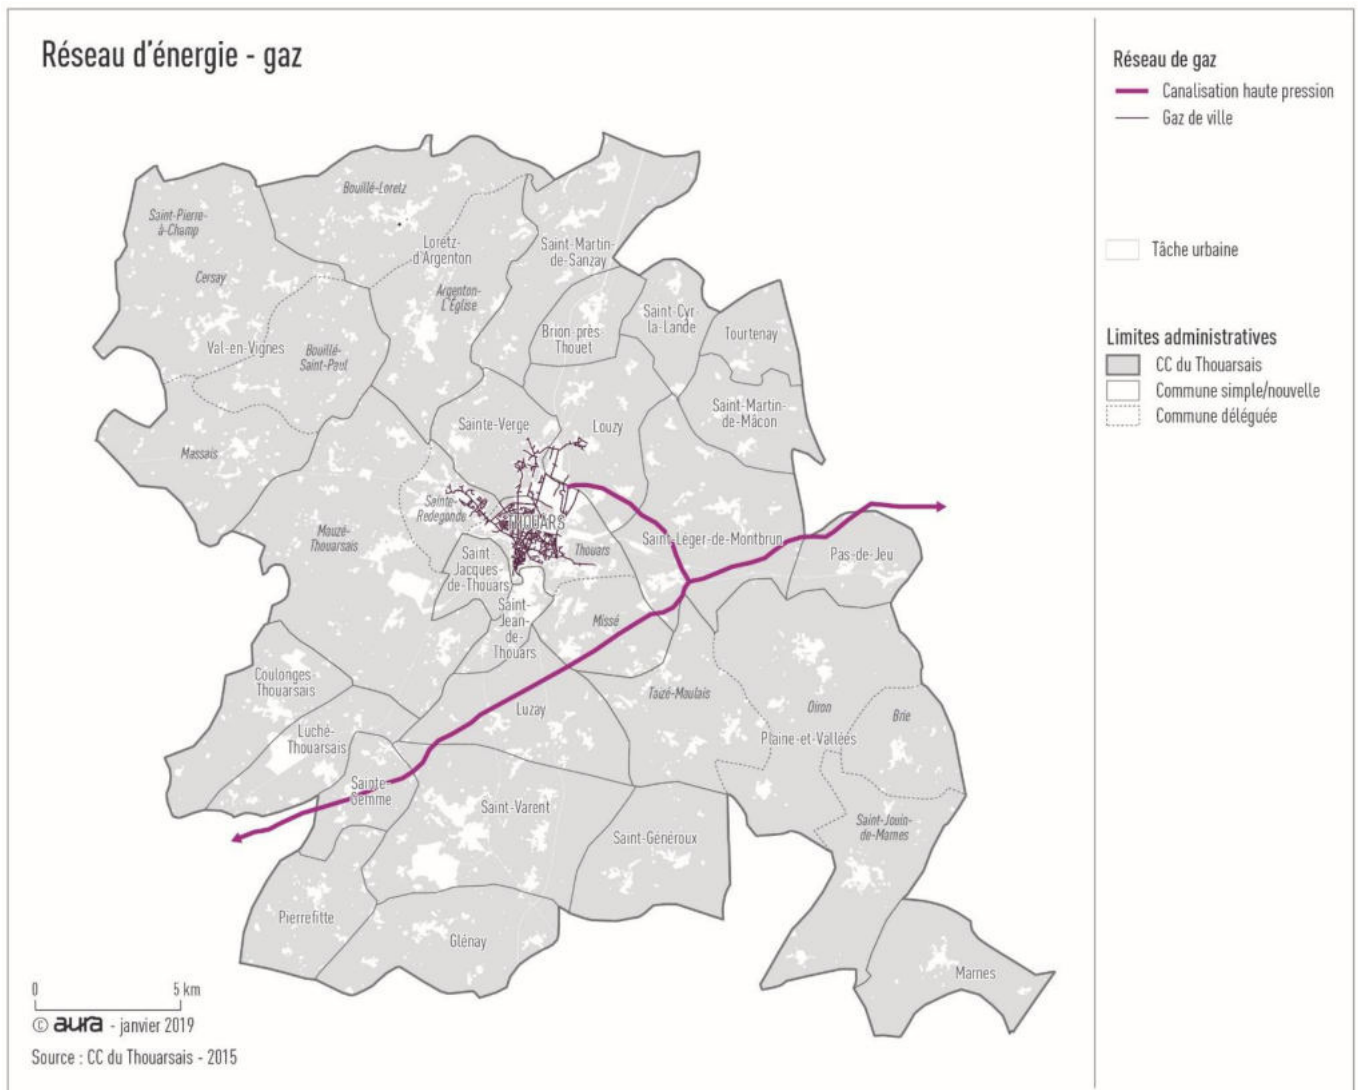 Réseau d'énergie - gaz
Réseau de gaz
Canalisation haute pression
Gaz de ville
Tâche urbaine
Limites administratives
CC du Thouarsais
Commune simple/nouvelle
Commune déléguée
Bouillé-Loretz
Saint-Pierre-
à-Champ
Loretz-
d'Argenton
Saint-Martin-
de-Sanzay
Cersay
Argenton-
L'Église
Saint-Cyr-
la-Lande
Brion-près-
Thouet
Tourtenay
Val-en-Vignes
Bouillé-
Saint-Paul
Saint-Martin-
de-Mâcon
Sainte-Verge
Louzy
Massais
Sainte-
Radegonde
THOUARS
Mauzé-
Thouarsais
Thouars
Saint-Léger-de-Montbrun
Pas-de-Jeu
Saint-
Jacques-
de-Thouars
Saint-
Jean-
de-
Thouars
Missé
Coulonges
Thouarsais
Taizé-Maulais
Luzay
Oiron
Brie
Luché-
Thouarsais
Plaine-et-Vallées
Sainte-
Gemme
Saint-Varent
Saint-Généroux
Saint-Jouin-
de-Marnes
Pierrefitte
Glénay
Marnes
0 5 km
© aura - janvier 2019
Source : CC du Thouarsais - 2015